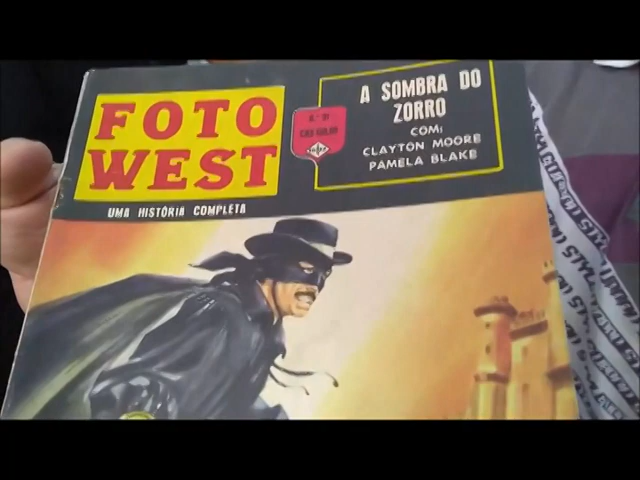 FOTO
WEST
UMA HISTÓRIA COMPLETA
A SOMBRA DO
ZORRO
COM:
CLAYTON MOORE
PAMELA BLAKE